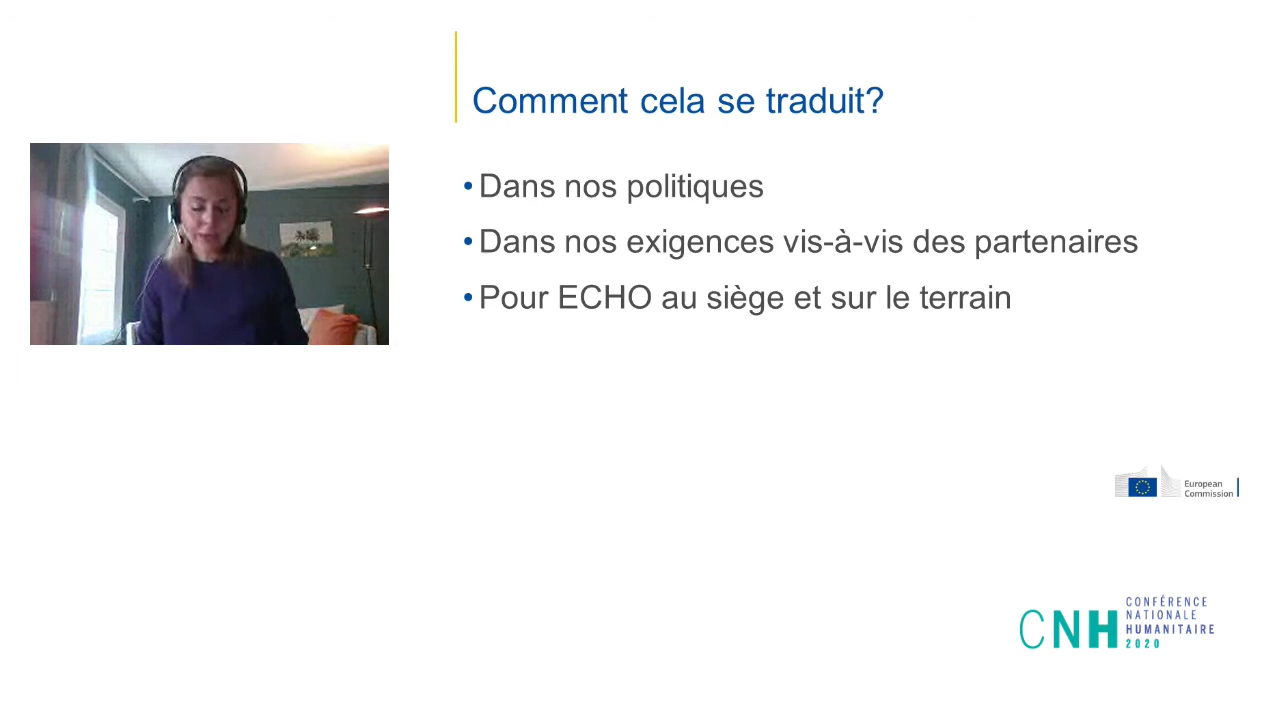 Comment cela se traduit?
• Dans nos politiques
• Dans nos exigences vis-à-vis des partenaires
• Pour ECHO au siège et sur le terrain
European
Commission
CNH
CONFÉRENCE
NATIONALE
HUMANITAIRE
2020